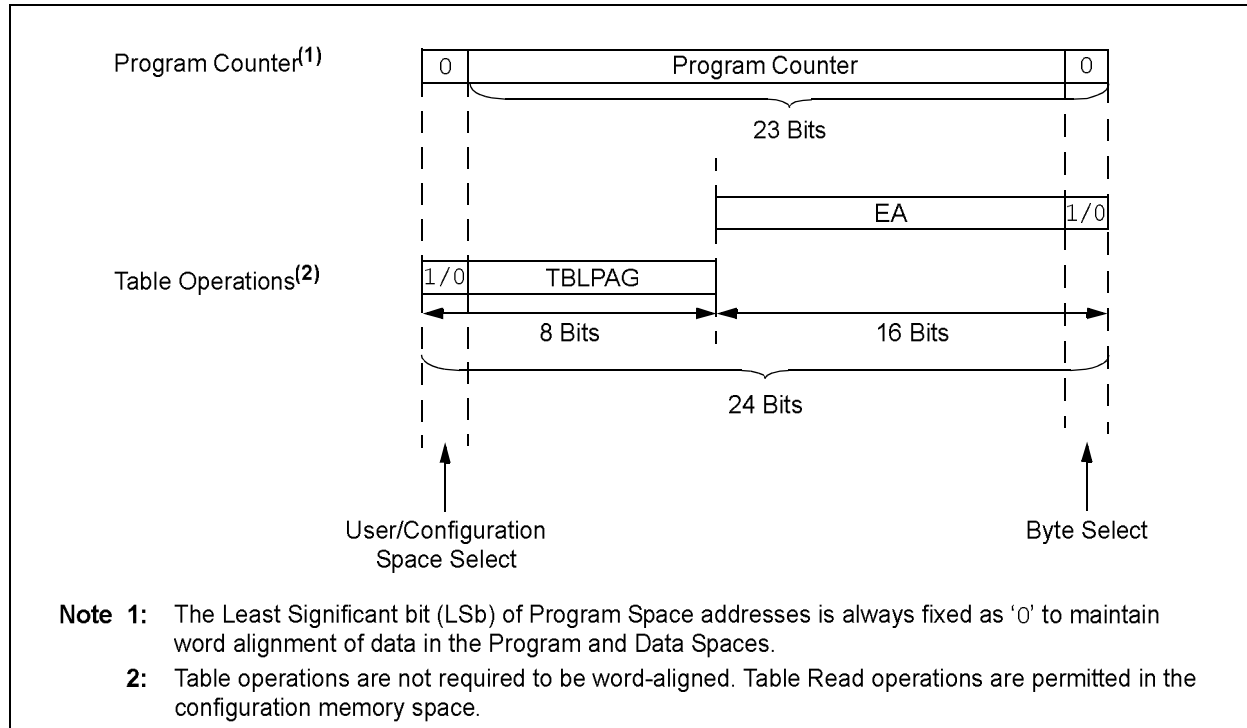 Program Counter(1)
0 Program Counter 0
23 Bits
EA 1/0
Table Operations(2)
1/0 TBLPAG
8 Bits 16 Bits
24 Bits
User/Configuration
Space Select
Byte Select
Note 1: The Least Significant bit (LSb) of Program Space addresses is always fixed as ‘0’ to maintain
word alignment of data in the Program and Data Spaces.
2: Table operations are not required to be word-aligned. Table Read operations are permitted in the
configuration memory space.